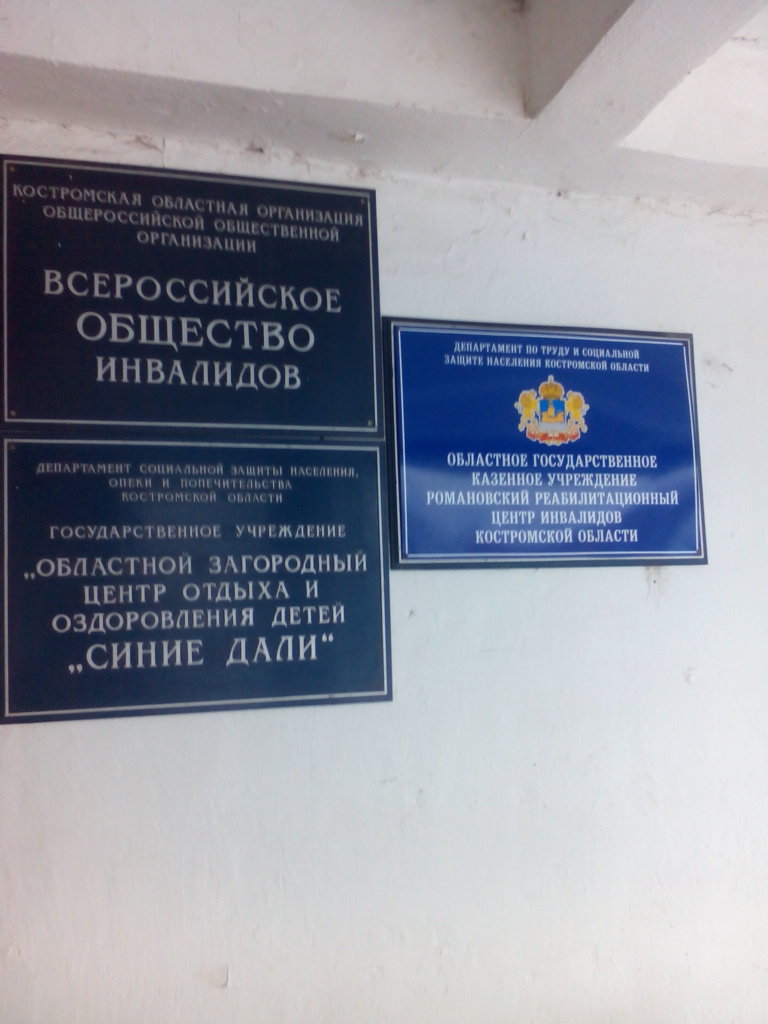 КОСТРОМСКАЯ ОБЛАСТНАЯ ОРГАНИЗАЦИЯ
ОБЩЕРОССИЙСКОЙ ОБЩЕСТВЕННОЙ
ОРГАНИЗАЦИИ
ВСЕРОССИЙСКОЕ
ОБЩЕСТВО
ИНВАЛИДОВ
ДЕПАРТАМЕНТ СОЦИАЛЬНОЙ ЗАЩИТЫ НАСЕЛЕНИЯ,
ОПЕКИ И ПОПЕЧИТЕЛЬСТВА
КОСТРОМСКОЙ ОБЛАСТИ
ГОСУДАРСТВЕННОЕ УЧРЕЖДЕНИЕ
„ОБЛАСТНОЙ ЗАГОРОДНЫЙ
ЦЕНТР ОТДЫХА И
ОЗДОРОВЛЕНИЯ ДЕТЕЙ
„СИНИЕ ДАЛИ“
ДЕПАРТАМЕНТ ПО ТРУДУ И СОЦИАЛЬНОЙ
ЗАЩИТЕ НАСЕЛЕНИЯ КОСТРОМСКОЙ ОБЛАСТИ
ОБЛАСТНОЕ ГОСУДАРСТВЕННОЕ
КАЗЕННОЕ УЧРЕЖДЕНИЕ
РОМАНОВСКИЙ РЕАБИЛИТАЦИОННЫЙ
ЦЕНТР ИНВАЛИДОВ
КОСТРОМСКОЙ ОБЛАСТИ